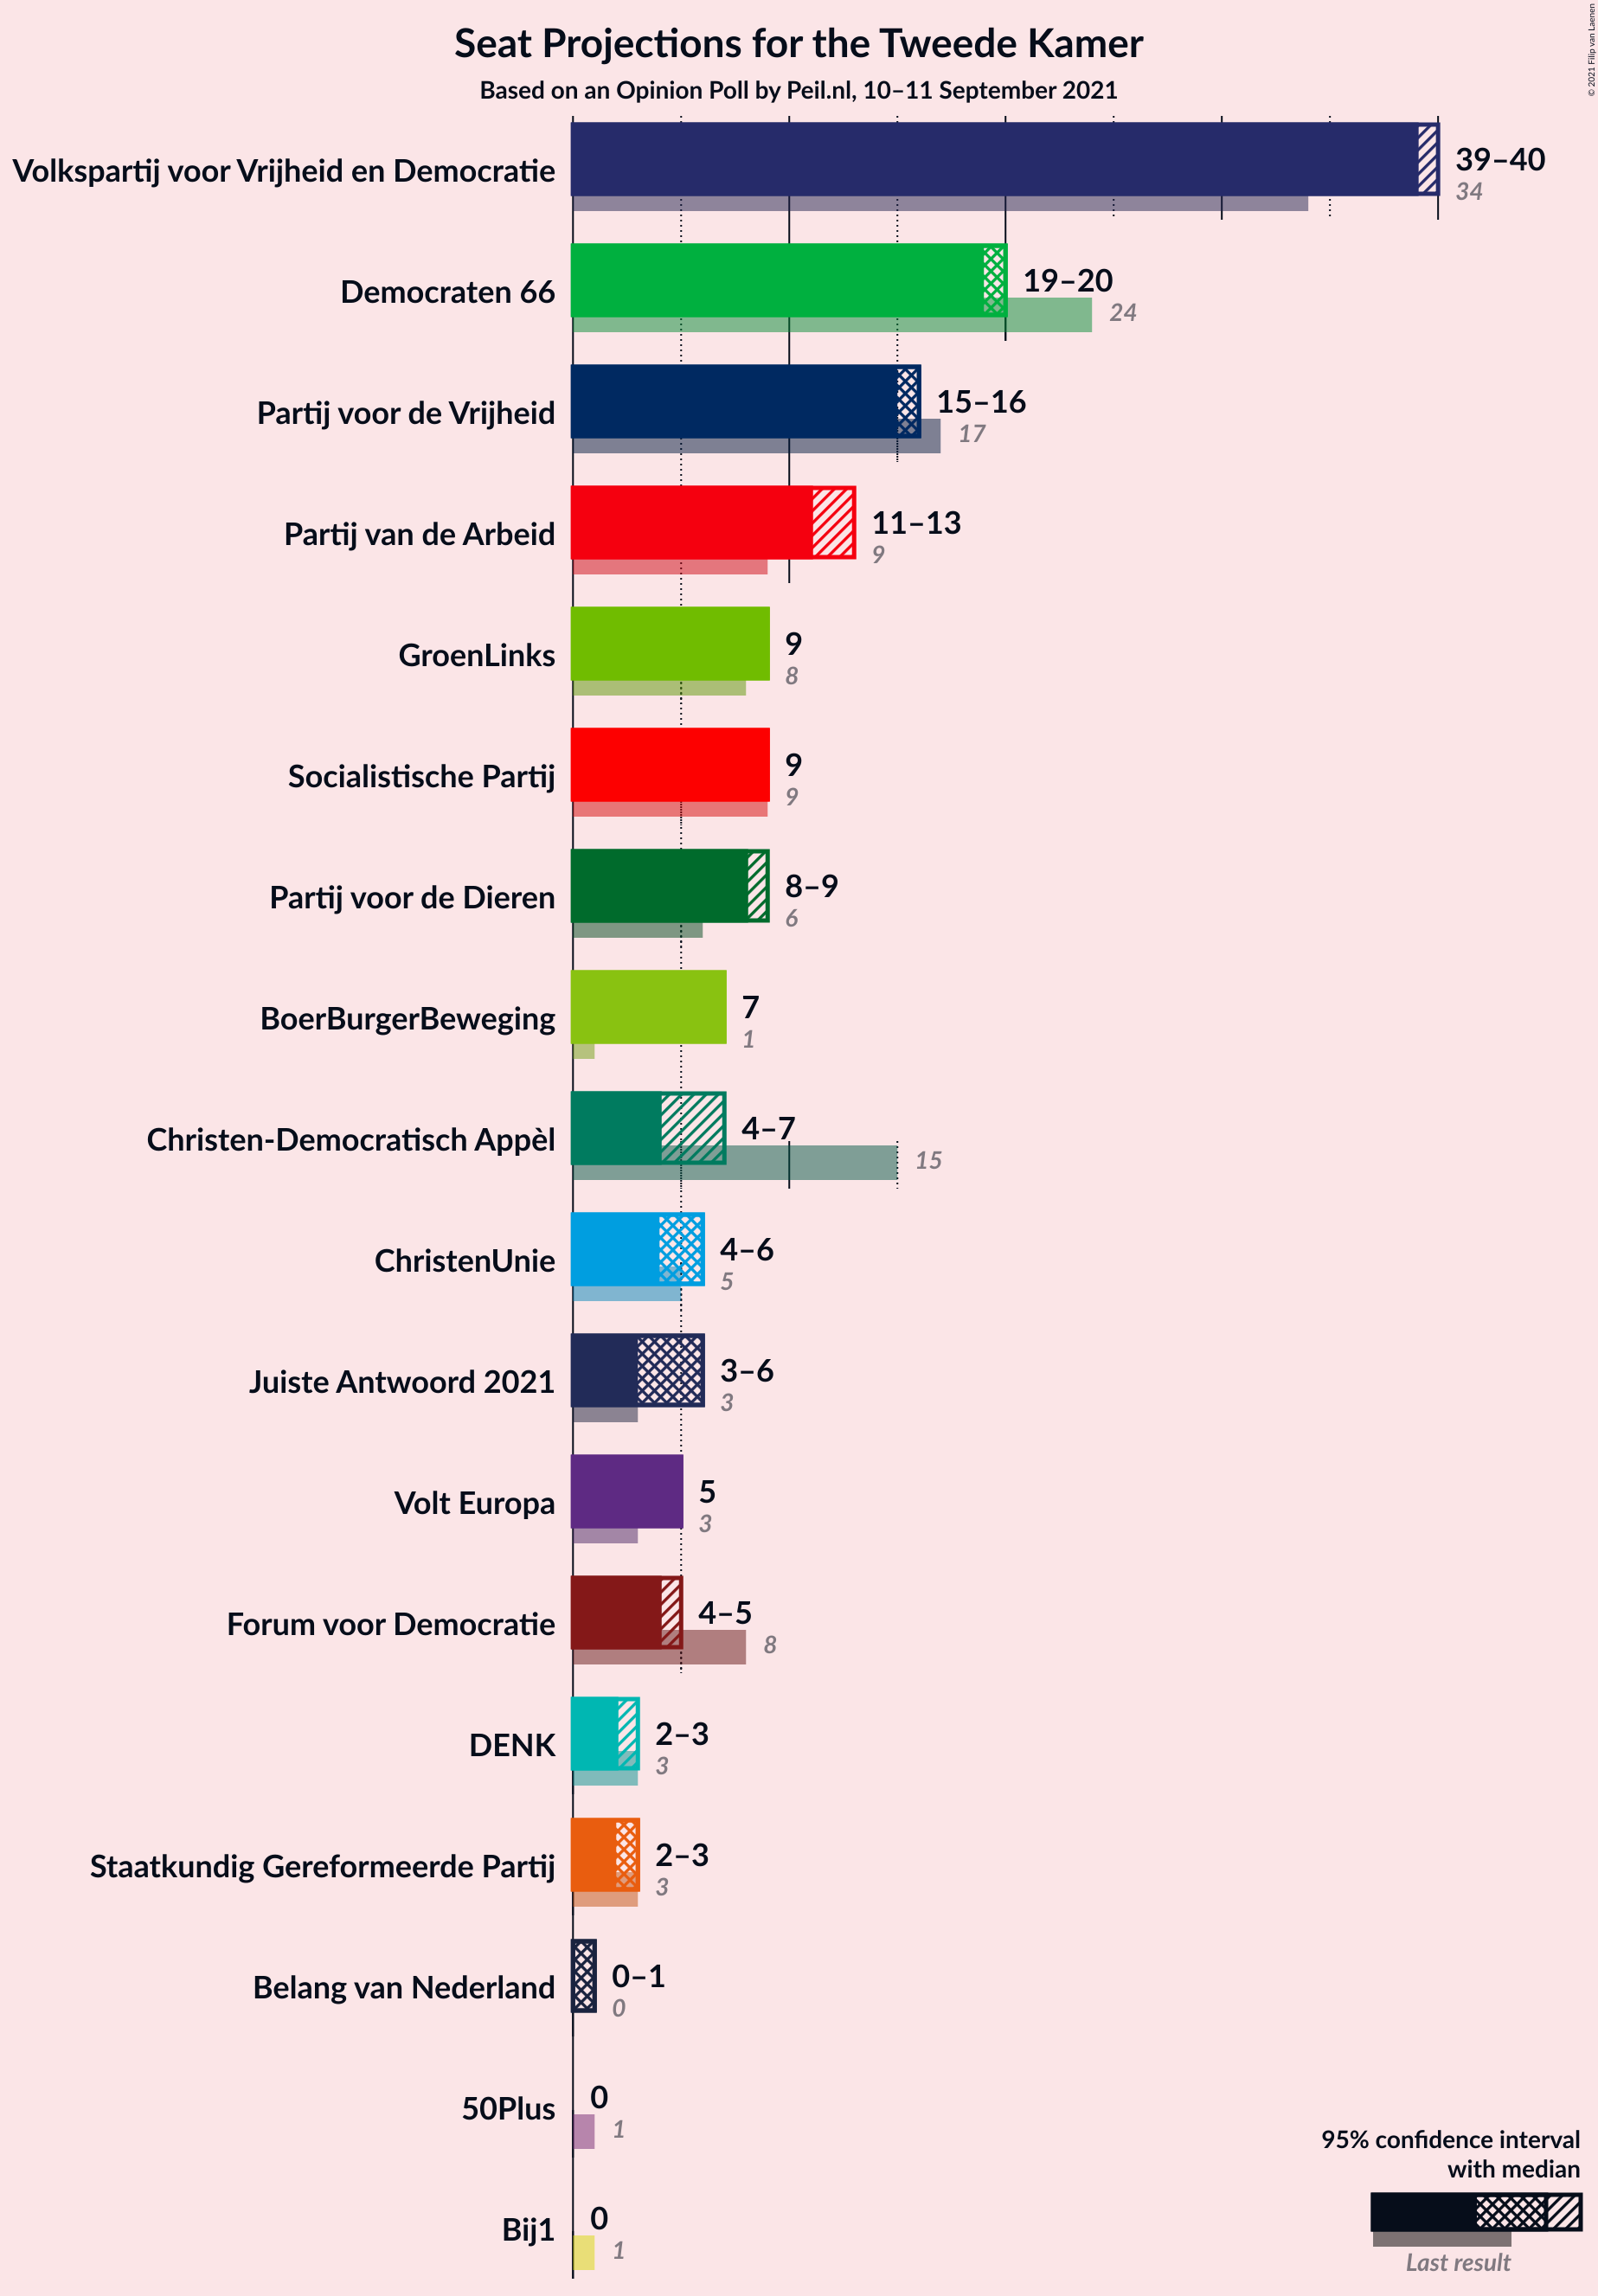 Seat Projections for the Tweede Kamer
Based on an Opinion Poll by Peil.nl, 10–11 September 2021
© 2021 Filip van Laenen
Volkspartij voor Vrijheid en Democratie
39–40
34
Democraten 66
19–20
24
Partij voor de Vrijheid
15–16
17
Partij van de Arbeid
11–13
9
GroenLinks
9
8
Socialistische Partij
9
9
Partij voor de Dieren
8–9
6
BoerBurgerBeweging
7
1
Christen-Democratisch Appèl
4–7
15
ChristenUnie
4–6
5
Juiste Antwoord 2021
3–6
3
Volt Europa
5
3
Forum voor Democratie
4–5
8
DENK
2–3
3
Staatkundig Gereformeerde Partij
2–3
3
Belang van Nederland
0–1
0
50Plus
0
1
Bij1
0
1
95% confidence interval
with median
Last result